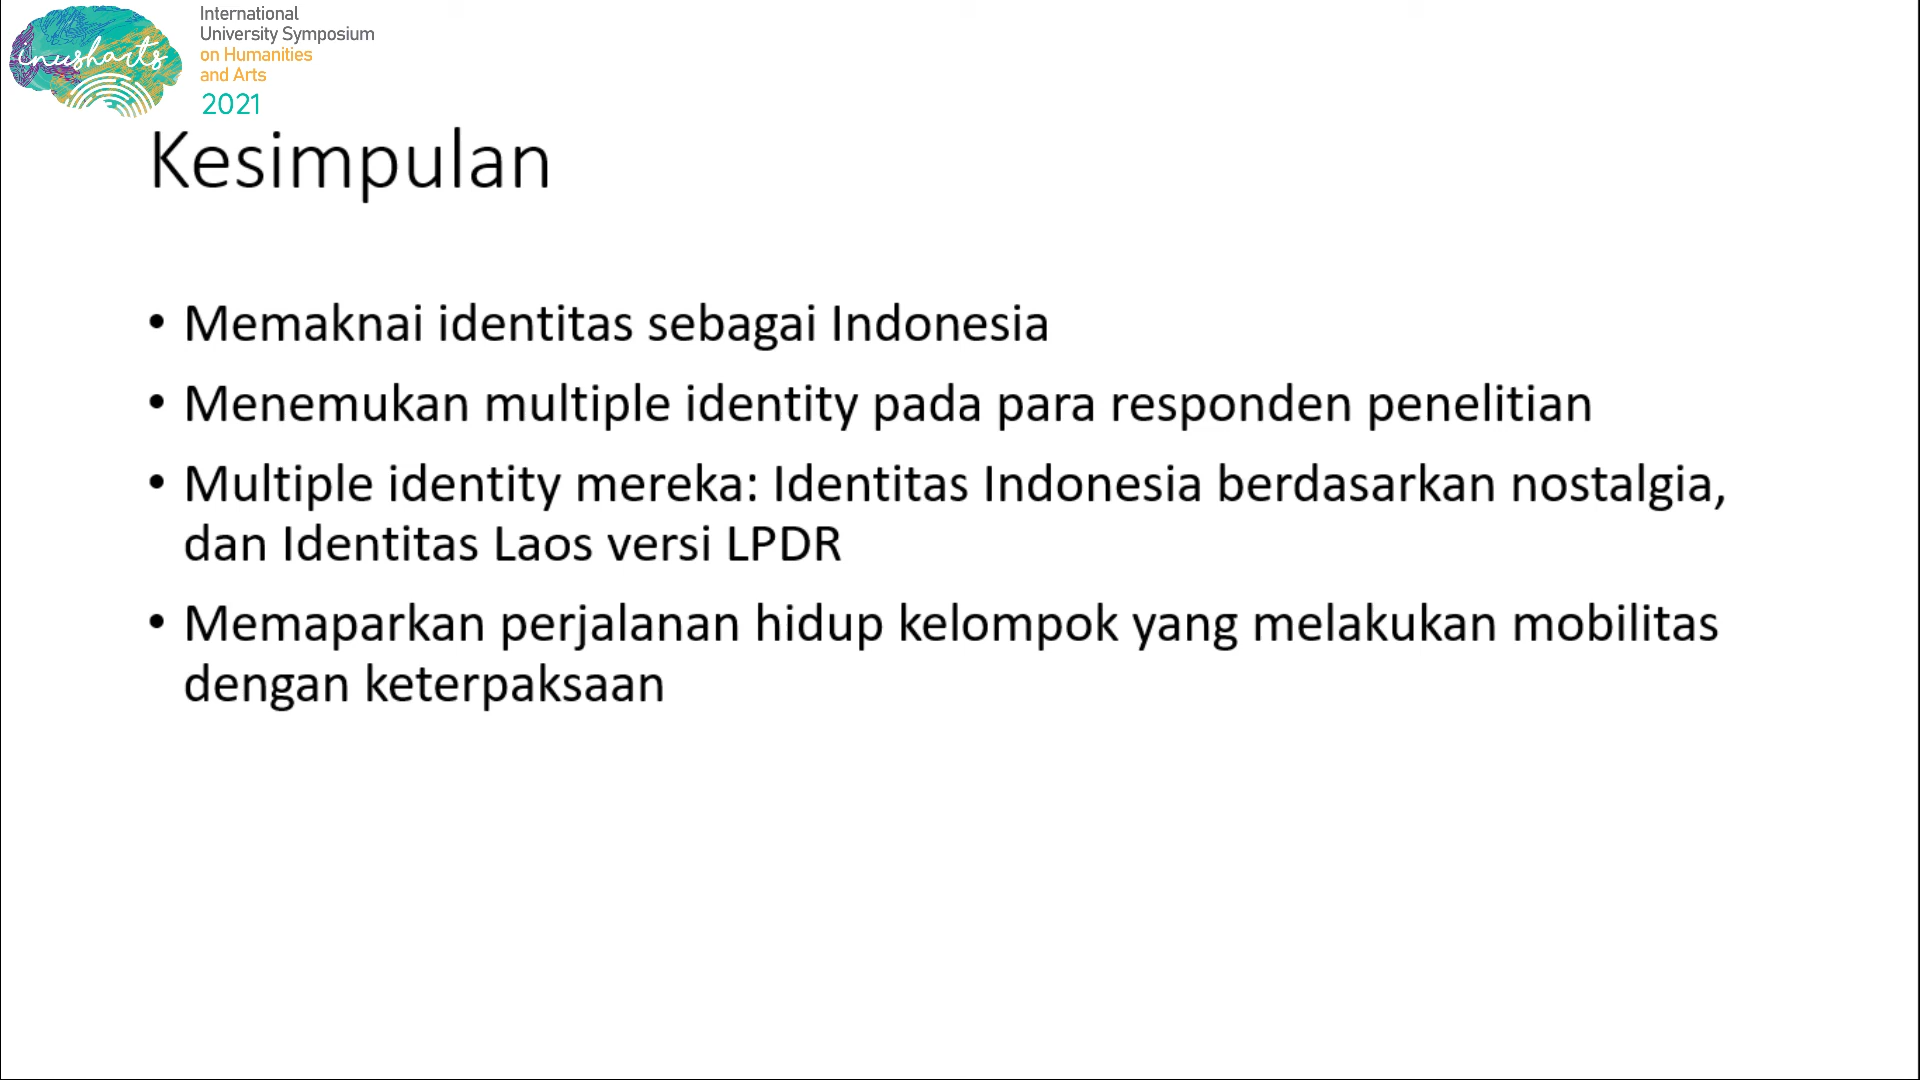 inusharts
International
University Symposium
on Humanities
and Arts
2021
Kesimpulan
• Memaknai identitas sebagai Indonesia
• Menemukan multiple identity pada para responden penelitian
• Multiple identity mereka: Identitas Indonesia berdasarkan nostalgia,
dan Identitas Laos versi LPDR
• Memaparkan perjalanan hidup kelompok yang melakukan mobilitas
dengan keterpaksaan